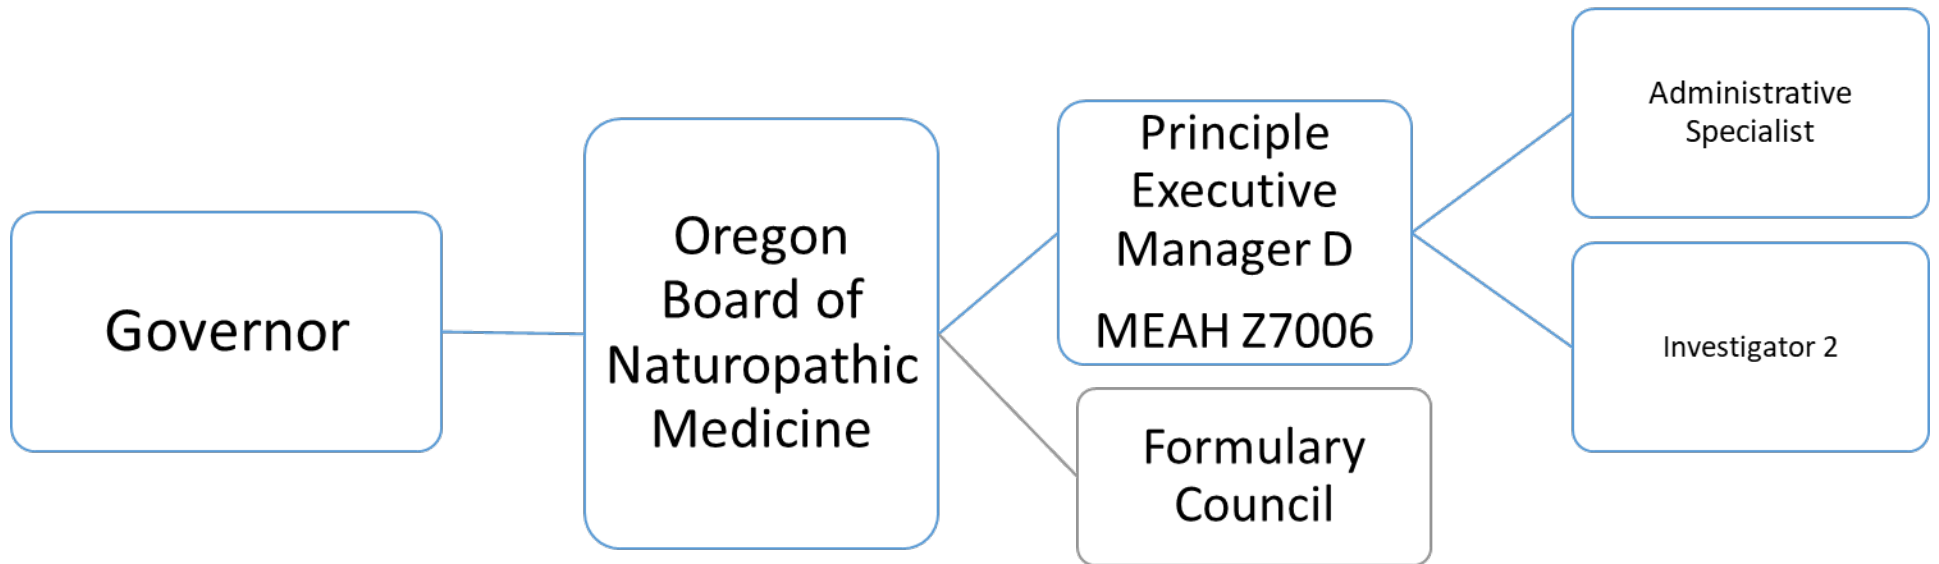 Governor
Oregon
Board of
Naturopathic
Medicine
Principle
Executive
Manager D
MEAH Z7006
Formulary
Council
Administrative
Specialist
Investigator 2